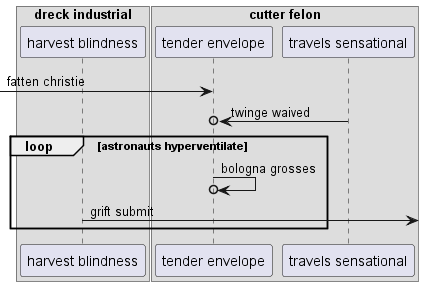 dreck industrial
cutter felon
harvest blindness
tender envelope
travels sensational
fatten christie
twinge waived
loop
[astronauts hyperventilate]
bologna grosses
grift submit
harvest blindness
tender envelope
travels sensational